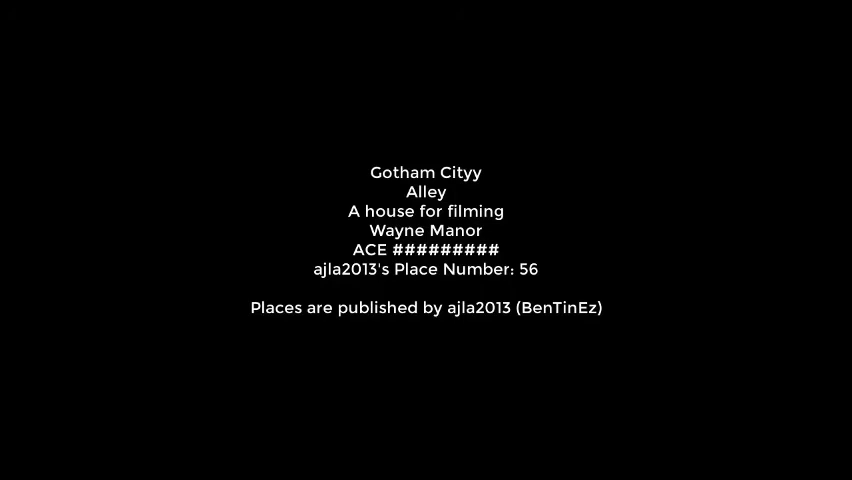 Gotham Cityy
Alley
A house for filming
Wayne Manor
ACE #########
ajla2013's Place Number: 56
Places are published by ajla2013 (BenTinEz)